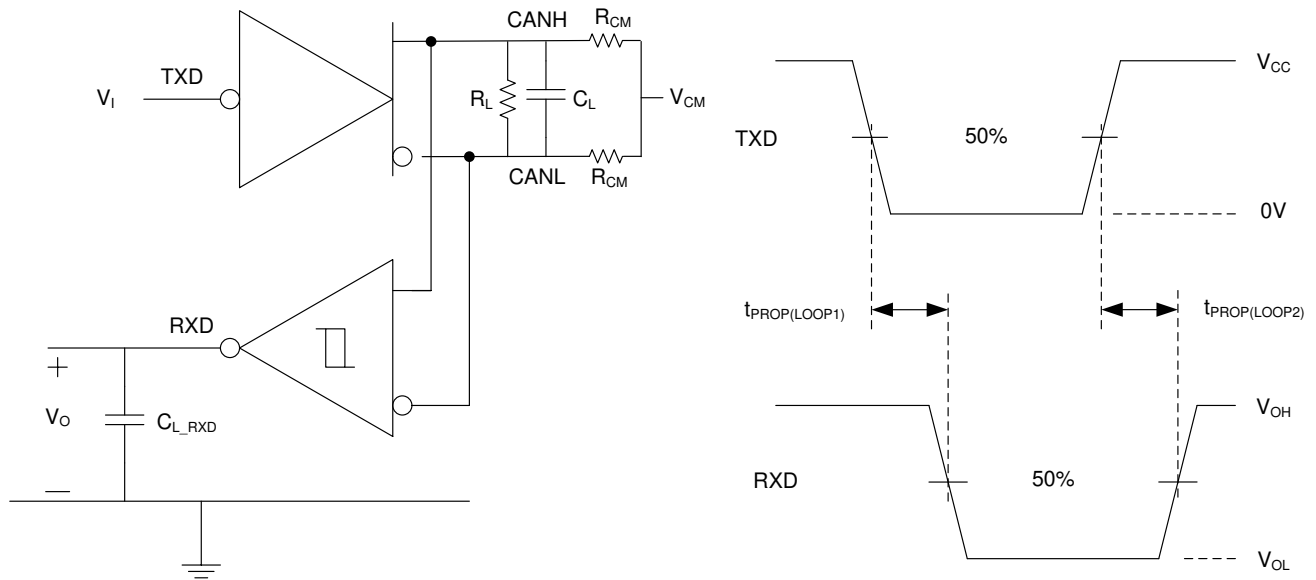 CANH
R_CM
TXD
V_I
R_L
C_L
V_CM
CANL
R_CM
RXD
+
V_O
C_L_RXD
—
V_CC
TXD
50%
0V
t_PROP(LOOP1)
t_PROP(LOOP2)
V_OH
RXD
50%
V_OL